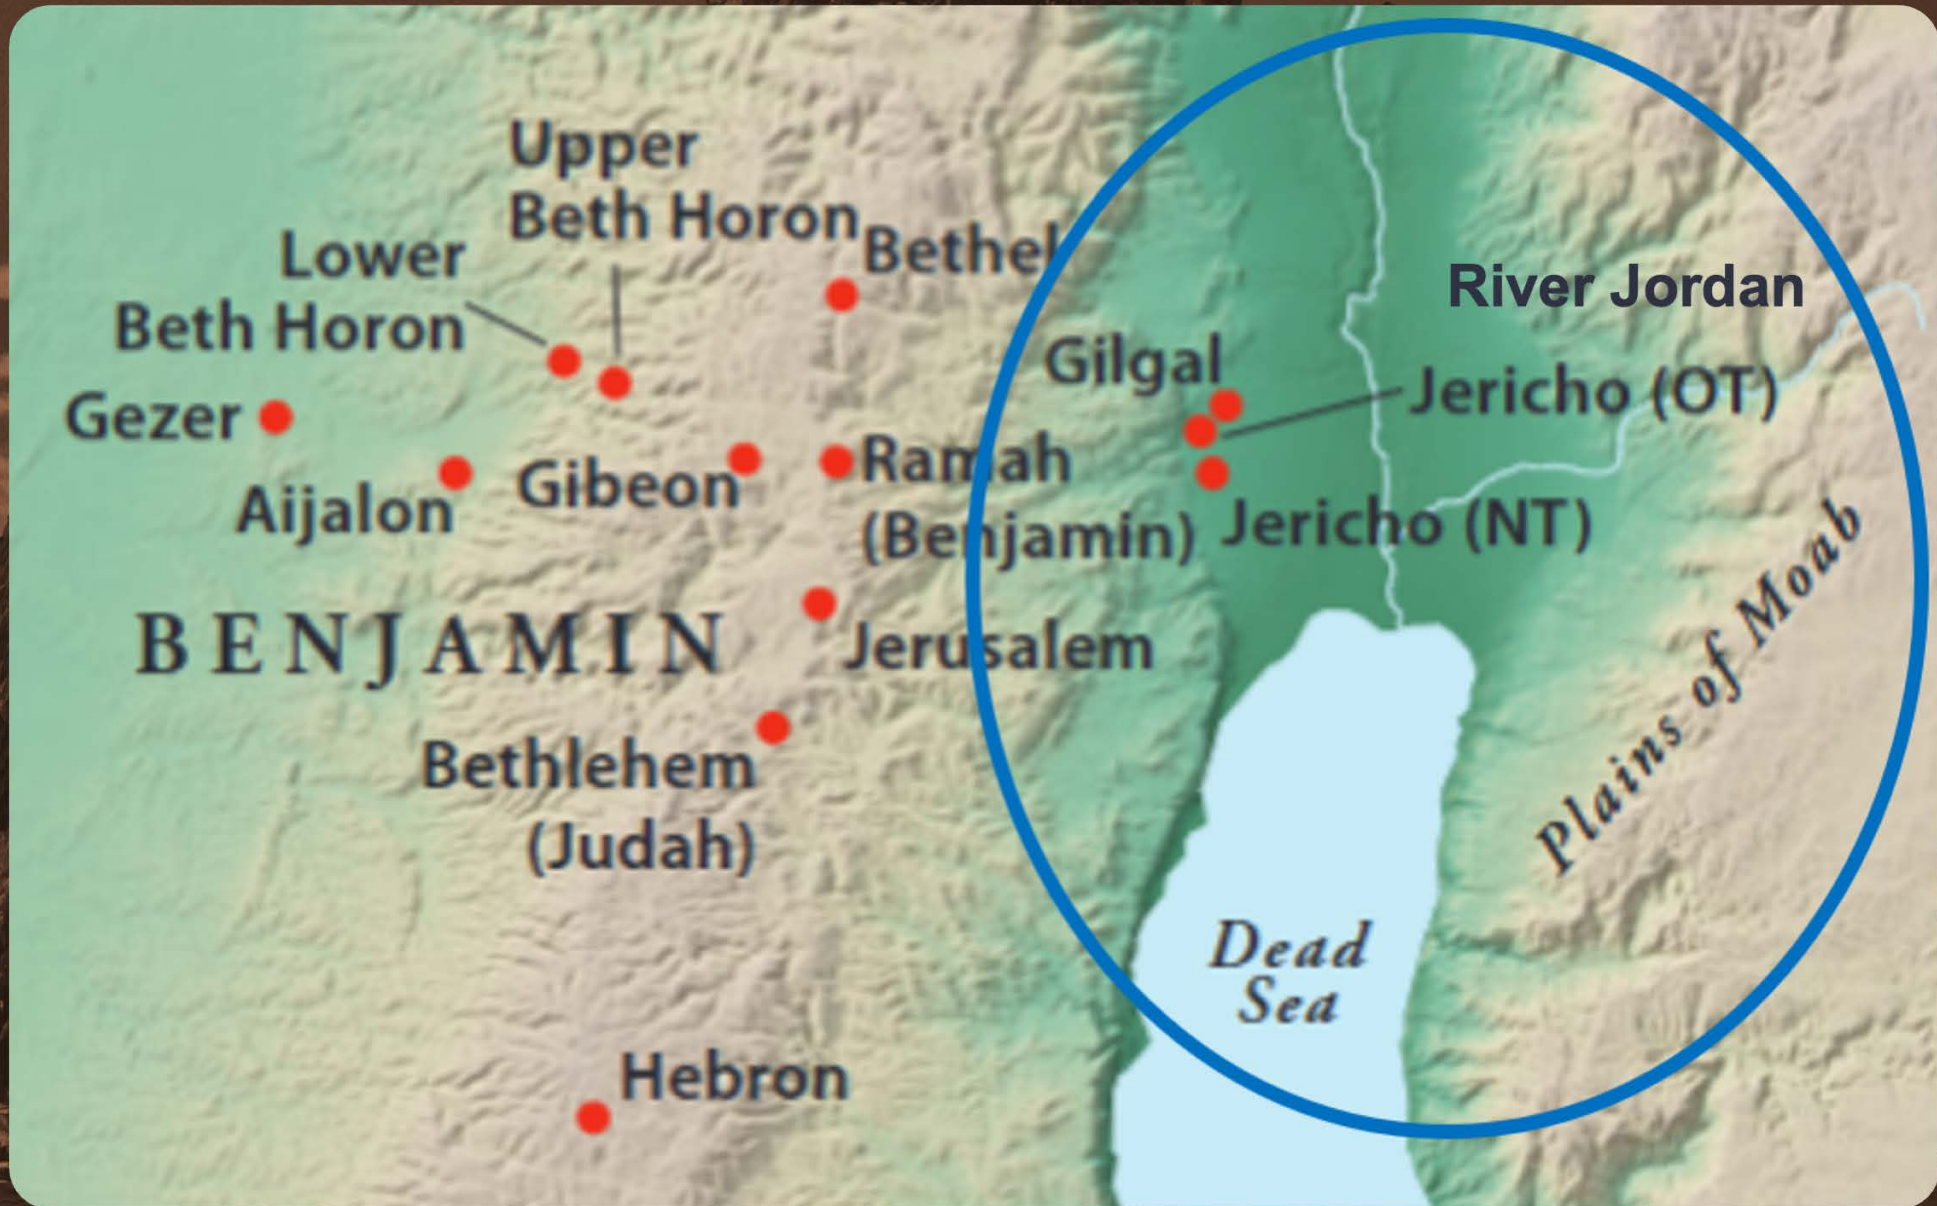 Upper
Beth Horon
Lower
Beth Horon
Bethel
River Jordan
Gilgal
Jericho (OT)
Gezer
Aijalon
Gibeon
Ramah
(Benjamin)
Jericho (NT)
BENJAMIN
Jerusalem
Plains of Moab
Bethlehem
(Judah)
Dead
Sea
Hebron